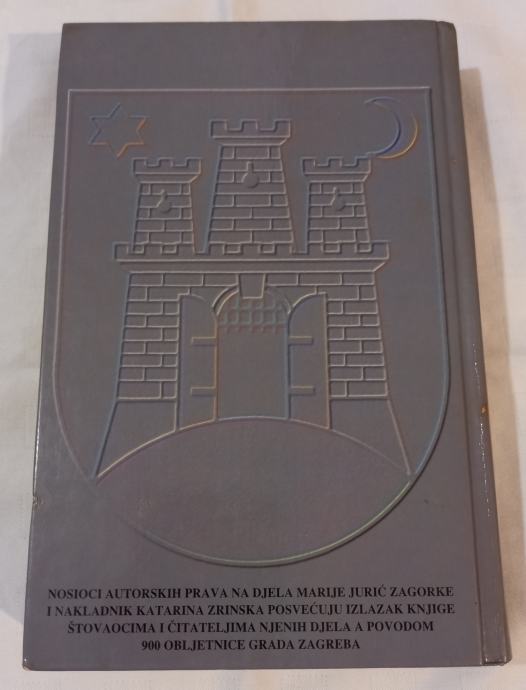 NOSIOCI AUTORSKIH PRAVA NA DJELA MARIJE JURIĆ ZAGORKE
I NAKLADNIK KATARINA ZRINSKA POSVEĆUJU IZLAZAK KNJIGE
ŠTOVAOCIMA I ČITATELJIMA NJENIH DJELA A POVODOM
900 OBLJETNICE GRADA ZAGREBA